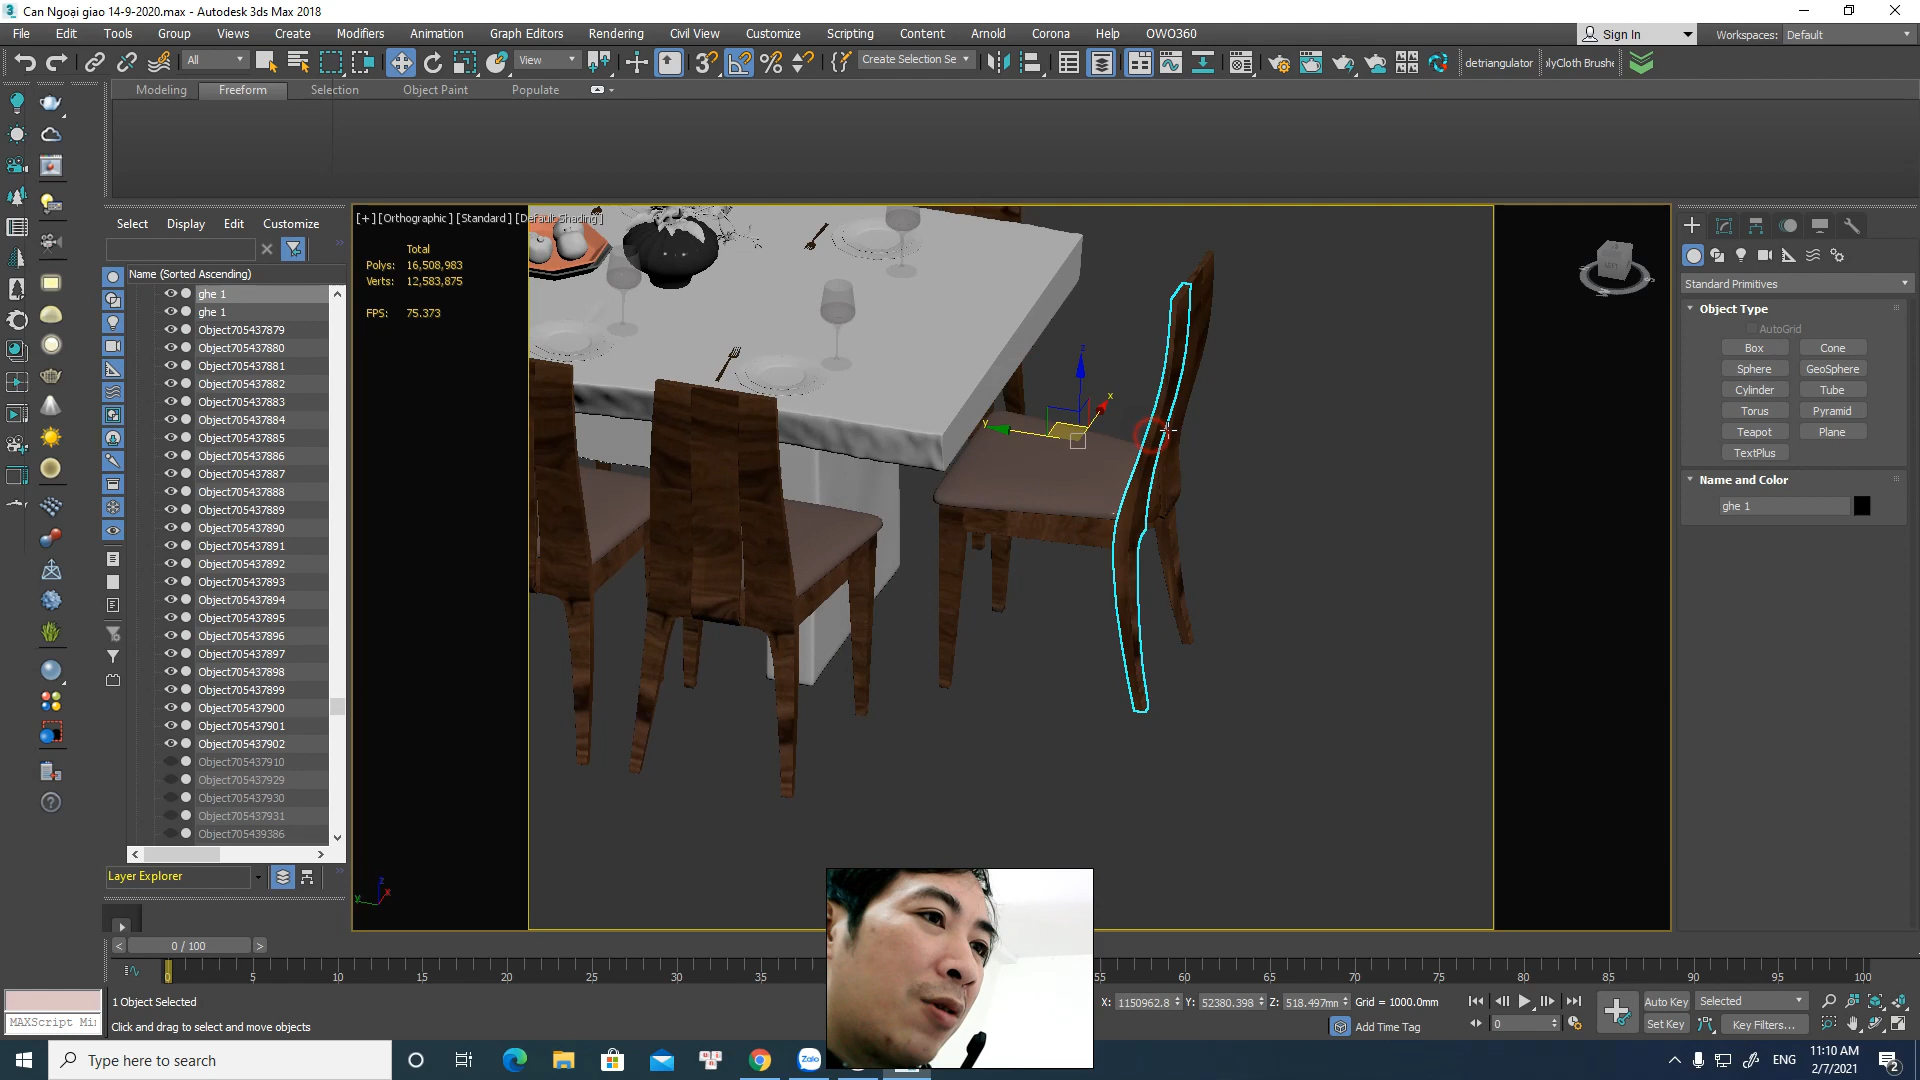 Can Ngoại giao 14-9-2020.max - Autodesk 3ds Max 2018
File Edit Tools Group Views Create Modifiers Animation Graph Editors Rendering Civil View Customize Scripting Content Arnold Corona Help OWO360
Sign In
Workspaces: Default
All
View
Create Selection Se
detriangulator
olyCloth Brushe
Modeling Freeform Selection Object Paint Populate
Select Display Edit Customize
Name (Sorted Ascending)
ghe 1
ghe 1
Object705437879
Object705437880
Object705437881
Object705437882
Object705437883
Object705437884
Object705437885
Object705437886
Object705437887
Object705437888
Object705437889
Object705437890
Object705437891
Object705437892
Object705437893
Object705437894
Object705437895
Object705437896
Object705437897
Object705437898
Object705437899
Object705437900
Object705437901
Object705437902
Object705437910
Object705437929
Object705437930
Object705437931
Object705439386
Layer Explorer
[+] [Orthographic] [Standard] [Default Shading]
Total
Polys: 16,508,983
Verts: 12,583,875
FPS: 75.373
z
x
y
z
x
y
Standard Primitives
Object Type
AutoGrid
Box Cone
Sphere GeoSphere
Cylinder Tube
Torus Pyramid
Teapot Plane
TextPlus
Name and Color
ghe 1
0 / 100
0 5 10 15 20 25 30 35 55 60 65 70 75 80 85 90 95 100
1 Object Selected
MAXScript Mi
Click and drag to select and move objects
X: 1150962.8 Y: 52380.398 Z: 518.497mm Grid = 1000.0mm
Add Time Tag
0
Auto Key Selected
Set Key Key Filters...
Type here to search
Zalo
ENG
11:10 AM
2/7/2021
2